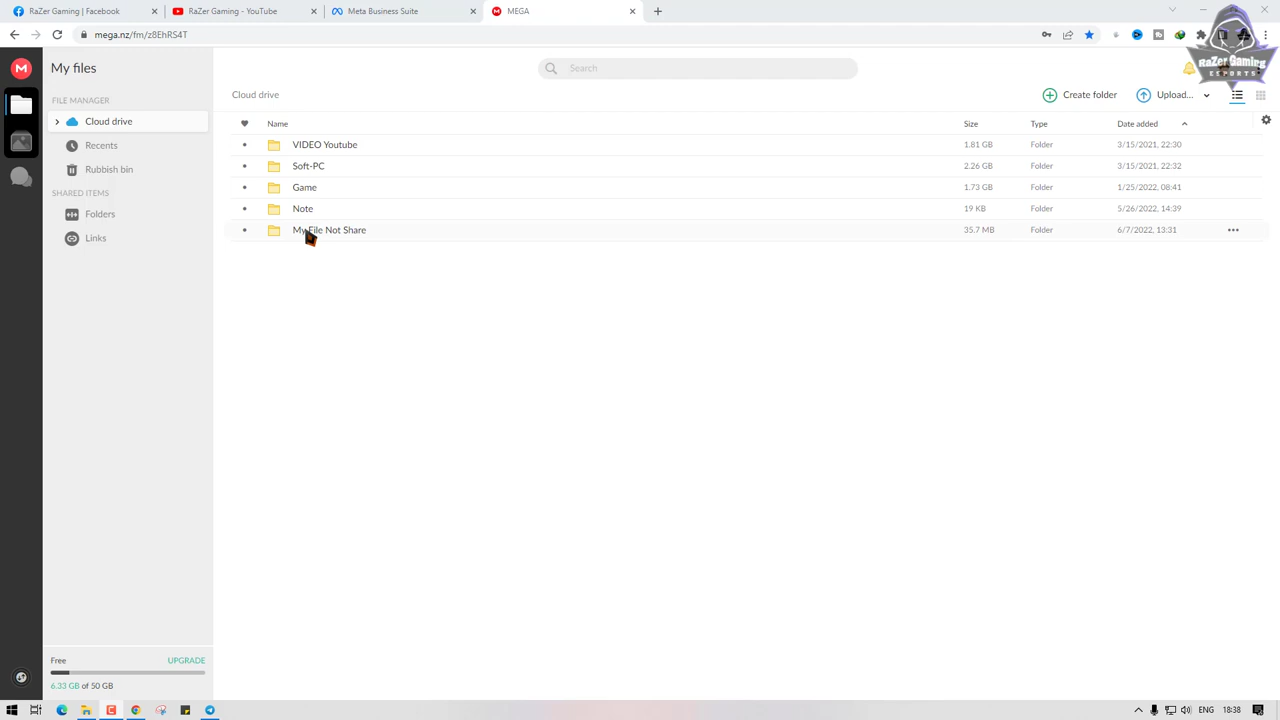 RaZer Gaming | Facebook
RaZer Gaming - YouTube
Meta Business Suite
MEGA
mega.nz/fm/z8EhRS4T
RaZer Gaming
ESPORTS
My files
Search
FILE MANAGER
Cloud drive
Create folder
Upload...
Cloud drive
Name
Size
Type
Date added
Recents
VIDEO Youtube
1.81 GB
Folder
3/15/2021, 22:30
Rubbish bin
Soft-PC
2.26 GB
Folder
3/15/2021, 22:32
SHARED ITEMS
Game
1.73 GB
Folder
1/25/2022, 08:41
Folders
Note
19 KB
Folder
5/26/2022, 14:39
Links
My File Not Share
35.7 MB
Folder
6/7/2022, 13:31
Free
UPGRADE
6.33 GB of 50 GB
ENG
18:38